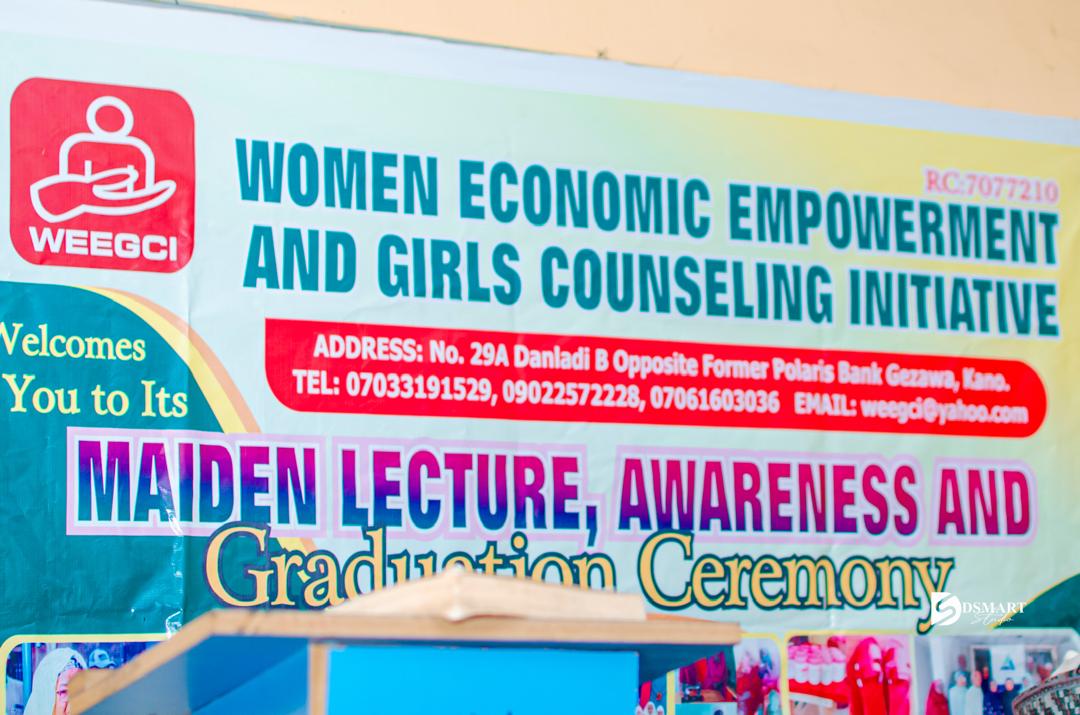 WEEGCI
RC:7077210
WOMEN ECONOMIC EMPOWERMENT
AND GIRLS COUNSELING INITIATIVE
ADDRESS: No. 29A Danladi B Opposite Former Polaris Bank Gezawa, Kano.
TEL: 07033191529, 09022572228, 07061603036 EMAIL: weegci@yahoo.com
Welcomes
You to Its
MAIDEN LECTURE, AWARENESS AND
Graduation Ceremony
DSMART
Studio